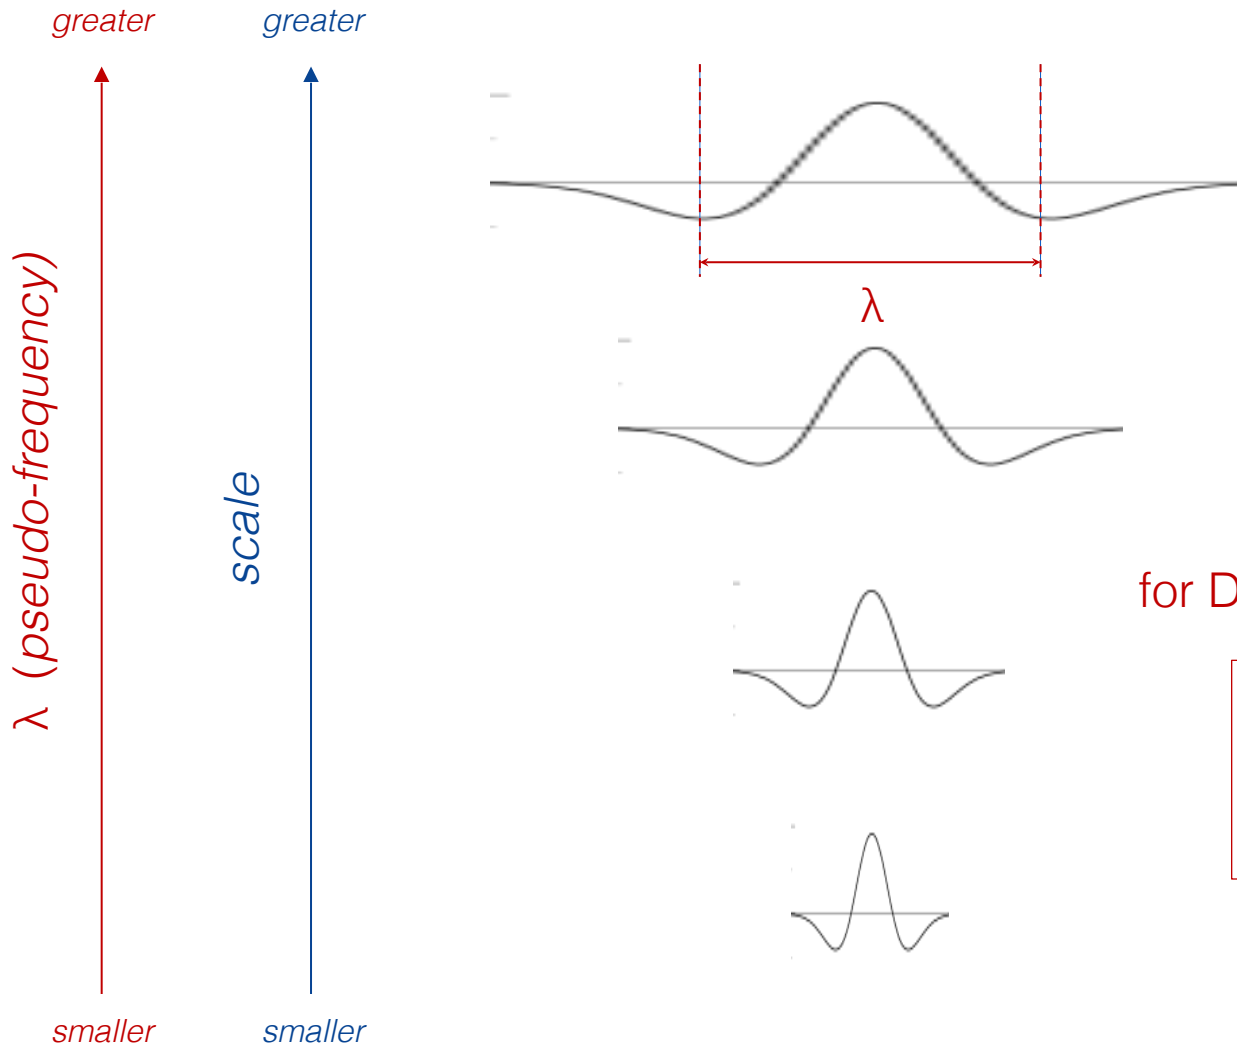 greater
greater
λ (pseudo-frequency)
scale
λ
for D
smaller
smaller